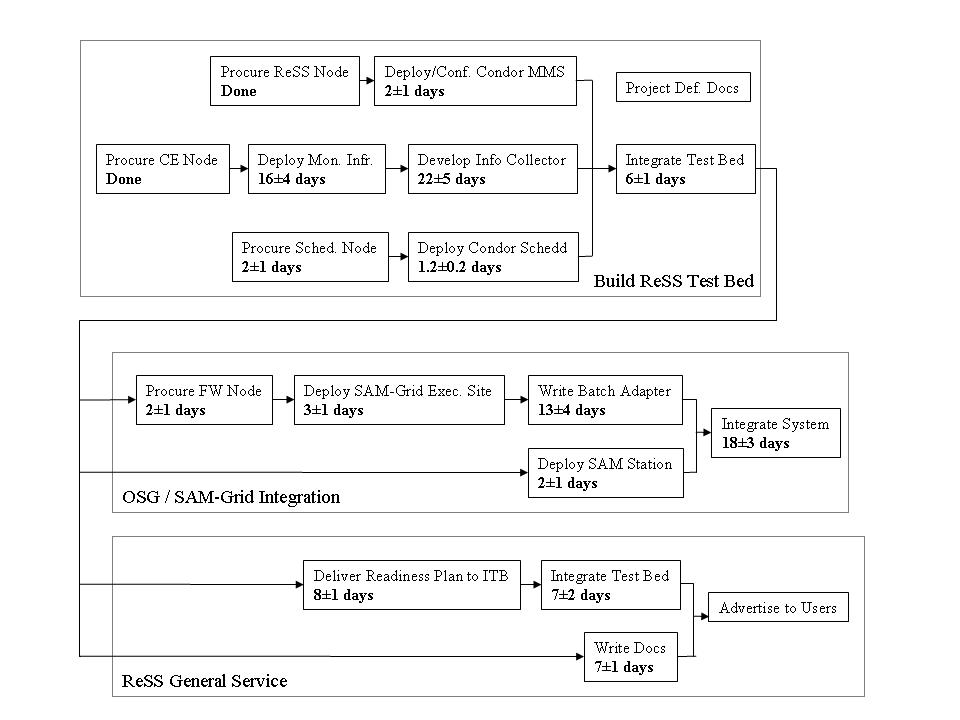 Procure ReSS Node
Done
Deploy/Conf. Condor MMS
2±1 days
Project Def. Docs
Procure CE Node
Done
Deploy Mon. Infr.
16±4 days
Develop Info Collector
22±5 days
Integrate Test Bed
6±1 days
Procure Sched. Node
2±1 days
Deploy Condor Schedd
1.2±0.2 days
Build ReSS Test Bed
Procure FW Node
2±1 days
Deploy SAM-Grid Exec. Site
3±1 days
Write Batch Adapter
13±4 days
Integrate System
18±3 days
Deploy SAM Station
2±1 days
OSG / SAM-Grid Integration
Deliver Readiness Plan to ITB
8±1 days
Integrate Test Bed
7±2 days
Advertise to Users
Write Docs
7±1 days
ReSS General Service